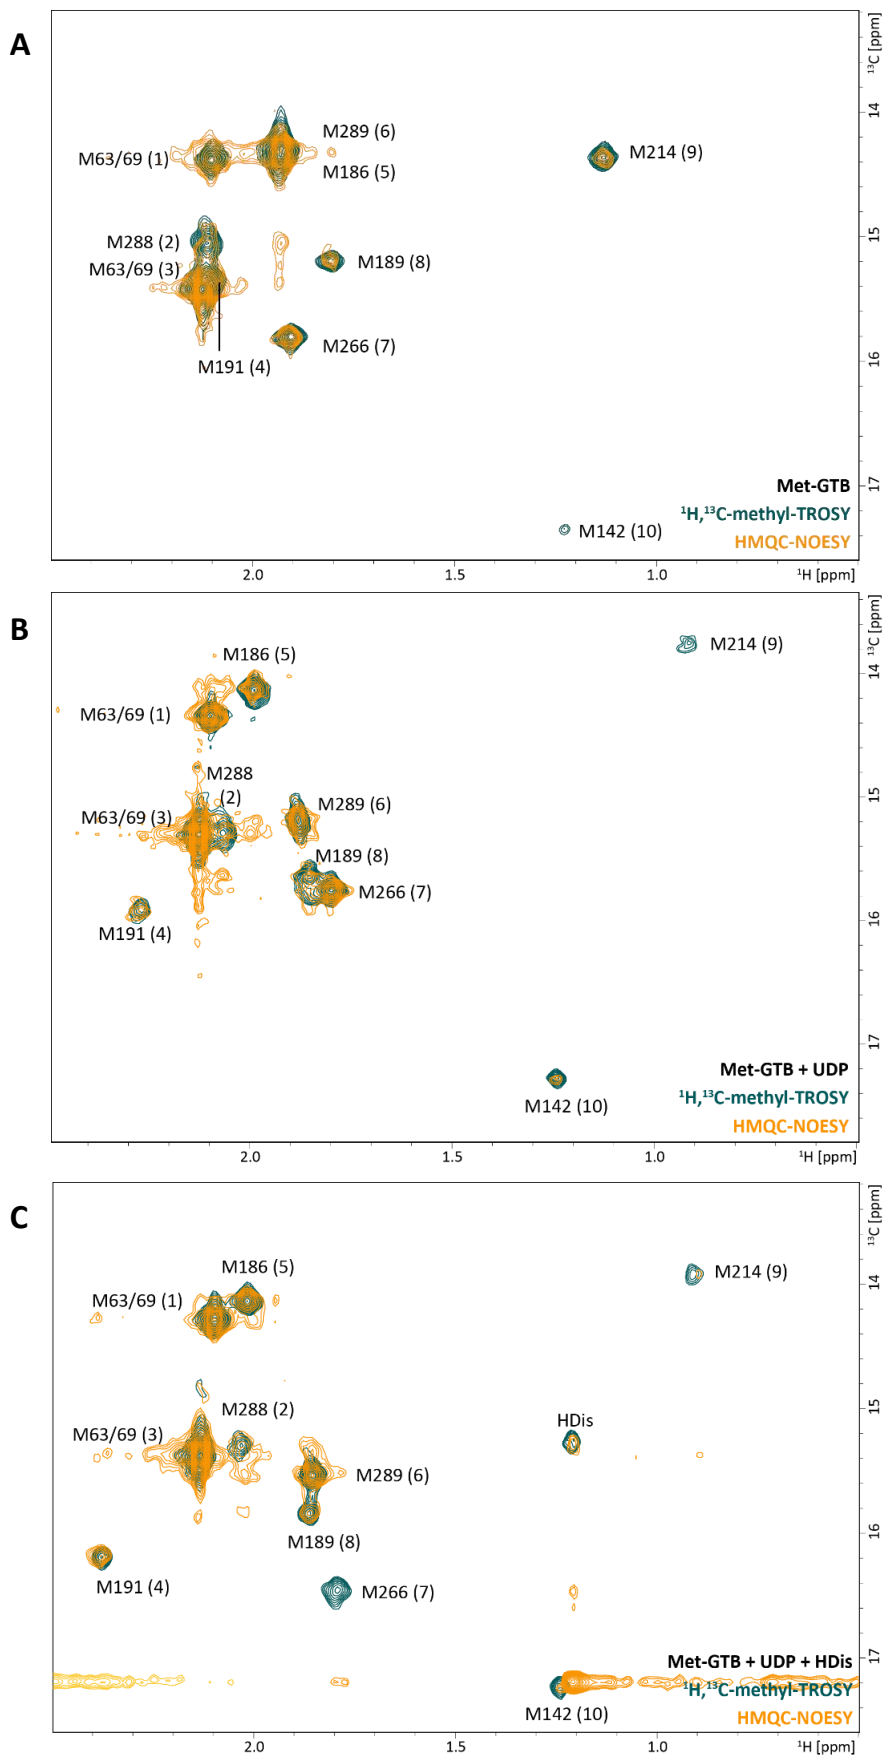 A
¹³C [ppm]
14
M289 (6)
M63/69 (1)
M214 (9)
M186 (5)
15
M288 (2)
M189 (8)
M63/69 (3)
M266 (7)
16
M191 (4)
17
Met-GTB
¹H,¹³C-methyl-TROSY
M142 (10)
HMQC-NOESY
2.0 1.5 1.0 ¹H [ppm]
B
¹³C [ppm]
M214 (9)
M186 (5)
14
M63/69 (1)
M288
(2)
15
M289 (6)
M63/69 (3)
M189 (8)
M266 (7)
16
M191 (4)
17
Met-GTB + UDP
¹H,¹³C-methyl-TROSY
M142 (10)
HMQC-NOESY
2.0 1.5 1.0 ¹H [ppm]
C
¹³C [ppm]
M186 (5)
M214 (9)
14
M63/69 (1)
15
M288 (2)
HDis
M63/69 (3)
M289 (6)
16
M189 (8)
M191 (4)
M266 (7)
17
Met-GTB + UDP + HDis
¹H,¹³C-methyl-TROSY
M142 (10)
HMQC-NOESY
2.0 1.5 1.0 ¹H [ppm]